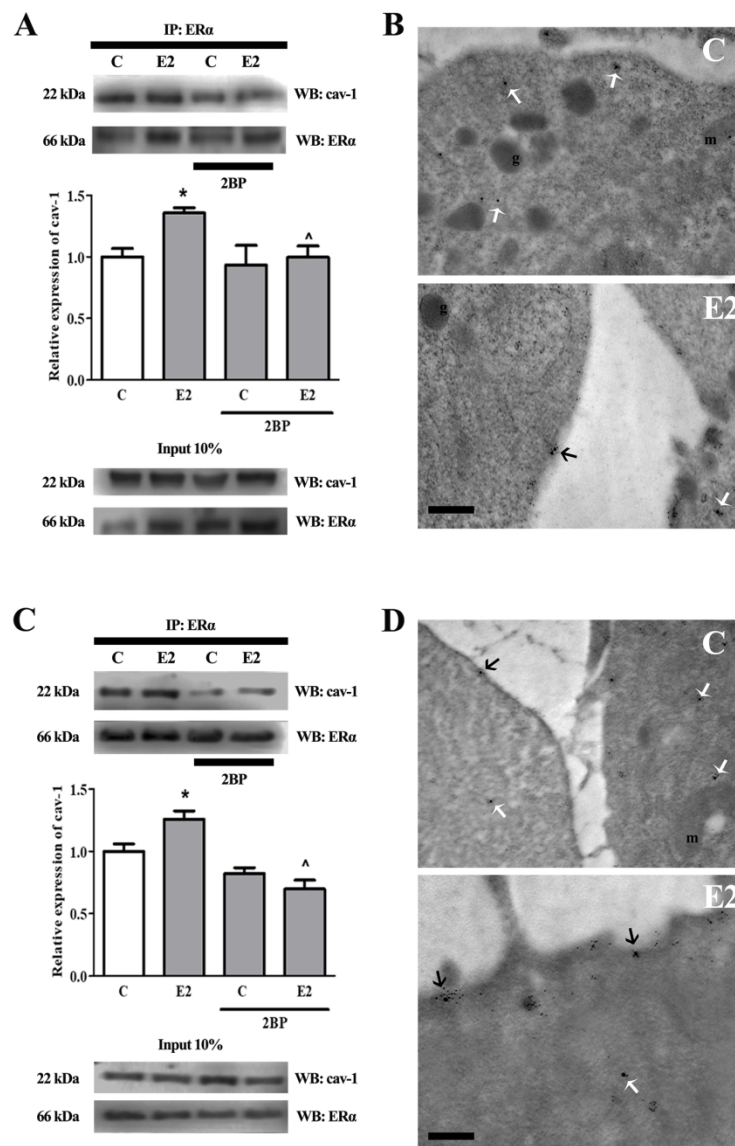 A
IP: ERα
C E2 C E2
22 kDa WB: cav-1
66 kDa WB: ERα
2BP
Relative expression of cav-1
1.5
1.0
0.5
0.0
*
^
C E2 C E2
2BP
Input 10%
22 kDa WB: cav-1
66 kDa WB: ERα
B
C
g
m
E2
g
C
IP: ERα
C E2 C E2
22 kDa WB: cav-1
66 kDa WB: ERα
2BP
Relative expression of cav-1
1.5
1.0
0.5
0.0
*
^
C E2 C E2
2BP
Input 10%
22 kDa WB: cav-1
66 kDa WB: ERα
D
C
m
E2